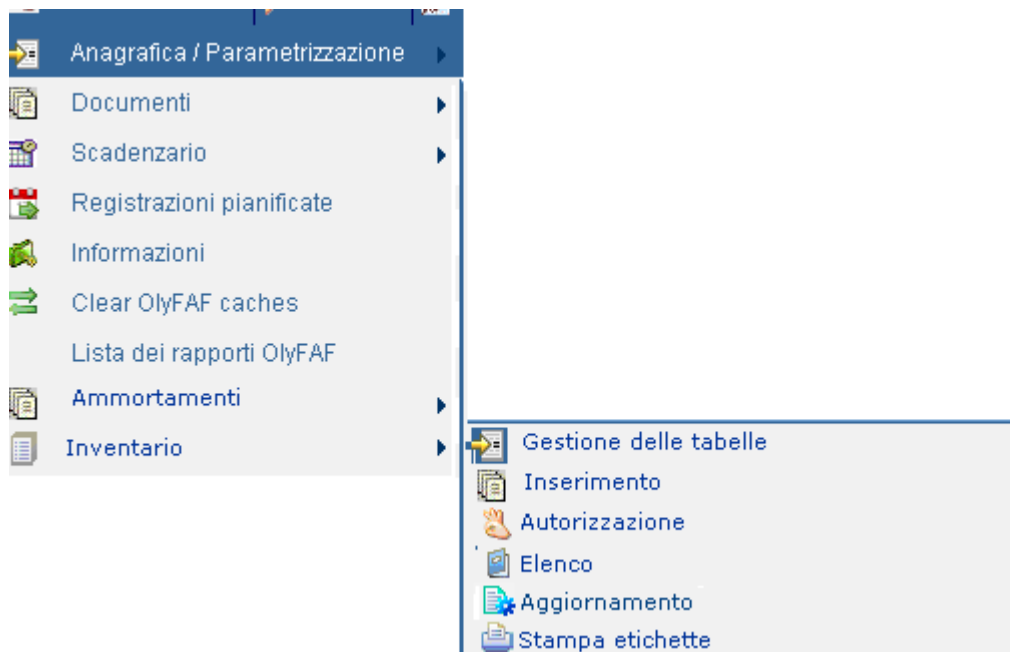 Anagrafica / Parametrizzazione
Documenti
Scadenzario
Registrazioni pianificate
Informazioni
Clear OlyFAF caches
Lista dei rapporti OlyFAF
Ammortamenti
Inventario
Gestione delle tabelle
Inserimento
Autorizzazione
Elenco
Aggiornamento
Stampa etichette